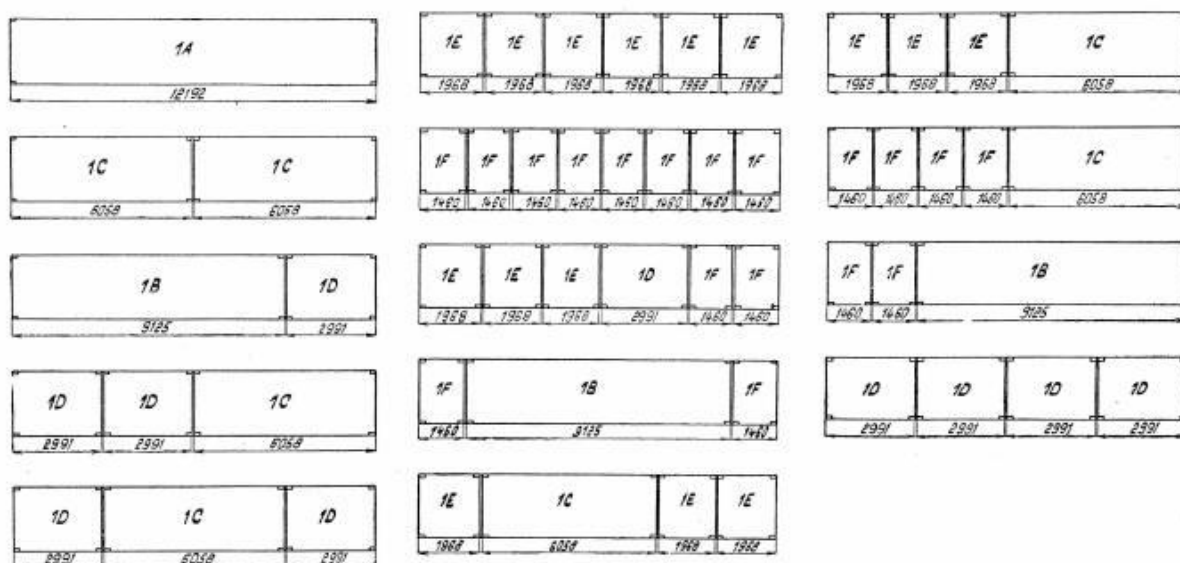 1A
12192
1C 1C
6058 6058
1B 1D
9125 2991
1D 1D 1C
2991 2991 6058
1D 1C 1D
2991 6058 2991
1E 1E 1E 1E 1E 1E
1968 1968 1968 1968 1968 1968
1F 1F 1F 1F 1F 1F 1F 1F
1460 1460 1460 1460 1460 1460 1460 1460
1E 1E 1E 1D 1F 1F
1968 1968 1968 2991 1460 1460
1F 1B 1F
1460 9125 1460
1E 1C 1E 1E
1968 6058 1968 1968
1E 1E 1E 1C
1968 1968 1968 6058
1F 1F 1F 1F 1C
1460 1460 1460 1460 6058
1F 1F 1B
1460 1460 9125
1D 1D 1D 1D
2991 2991 2991 2991